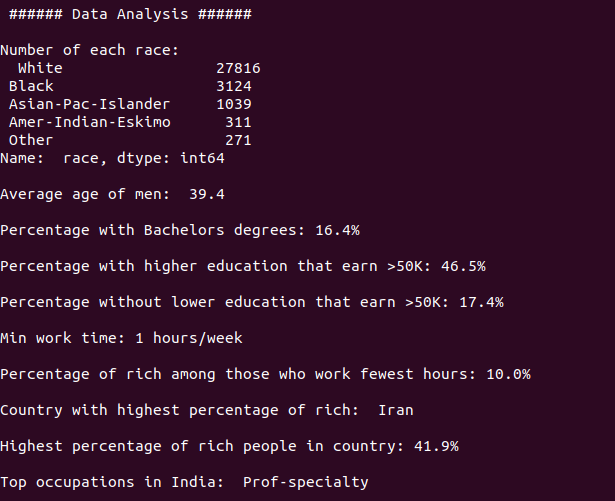 ###### Data Analysis ######
Number of each race:
White 27816
Black 3124
Asian-Pac-Islander 1039
Amer-Indian-Eskimo 311
Other 271
Name:  race, dtype: int64
Average age of men:  39.4
Percentage with Bachelors degrees: 16.4%
Percentage with higher education that earn >50K: 46.5%
Percentage without lower education that earn >50K: 17.4%
Min work time: 1 hours/week
Percentage of rich among those who work fewest hours: 10.0%
Country with highest percentage of rich:  Iran
Highest percentage of rich people in country: 41.9%
Top occupations in India:  Prof-specialty